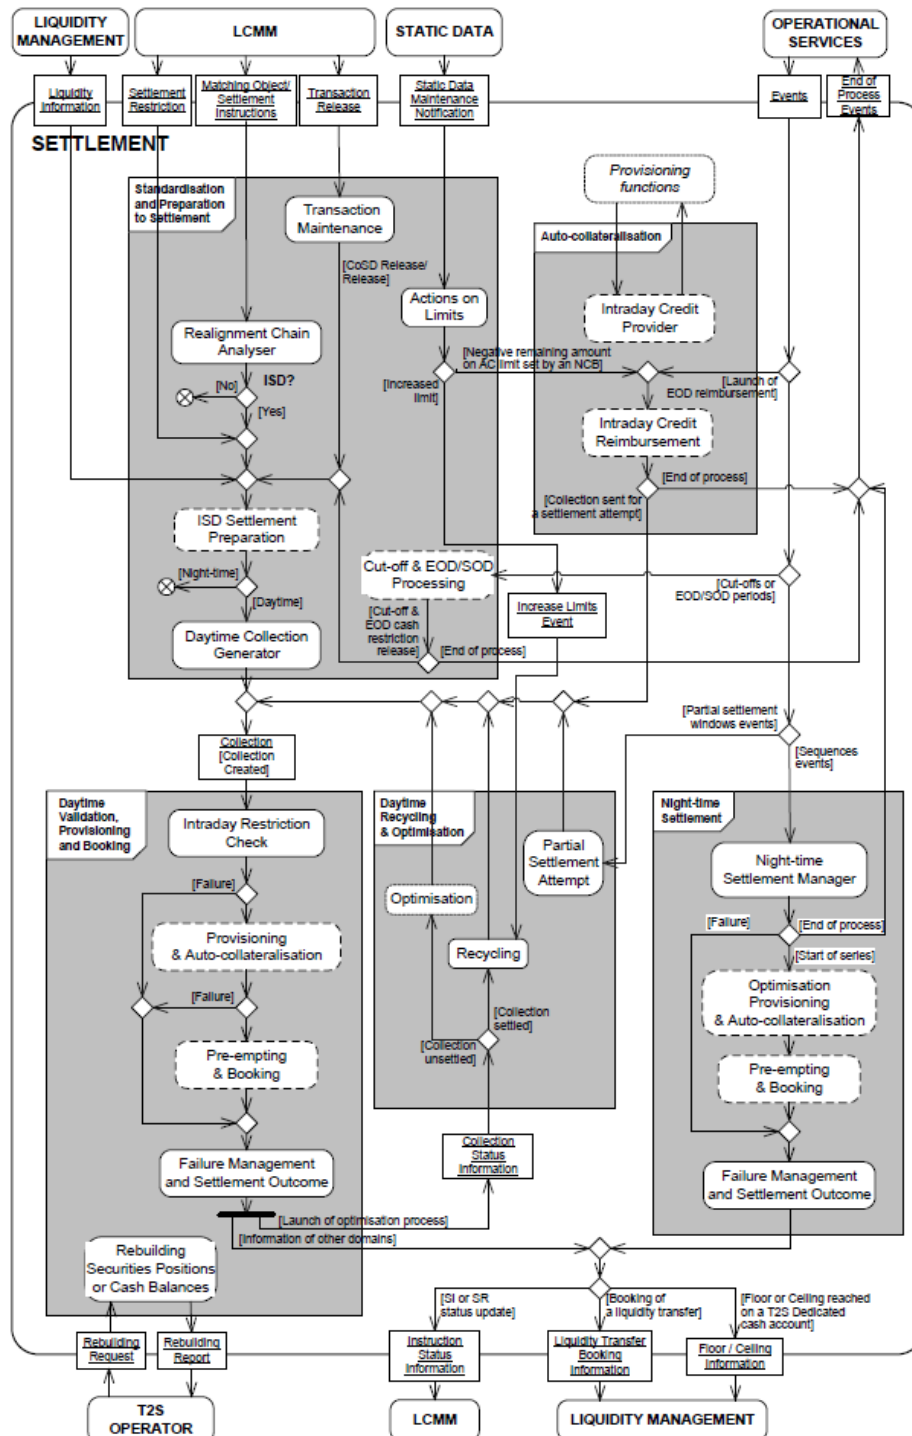 LIQUIDITY
MANAGEMENT
LCMM
STATIC DATA
OPERATIONAL
SERVICES
Liquidity
Information
Settlement
Restriction
Matching Object/
Settlement
Instructions
Transaction
Release
Static Data
Maintenance
Notification
Events
End of
Process
Events
SETTLEMENT
Standardisation
and Preparation
to Settlement
Transaction
Maintenance
[CoSD Release/
Release]
Provisioning
functions
Auto-collateralisation
Intraday Credit
Provider
Actions on
Limits
Realignment Chain
Analyser
[Negative remaining amount
on AC limit set by an NCB]
[Increased
limit]
[Launch of
EOD reimbursement]
ISD?
[No]
[Yes]
Intraday Credit
Reimbursement
[End of process]
[Collection sent for
a settlement attempt]
ISD Settlement
Preparation
[Night-time]
[Daytime]
Cut-off & EOD/SOD
Processing
[Cut-offs or
EOD/SOD periods]
[Cut-off &
EOD cash
restriction
release]
Increase Limits
Event
Daytime Collection
Generator
[End of process]
[Partial settlement
windows events]
[Sequences
events]
Collection
[Collection
Created]
Daytime
Validation,
Provisioning
and Booking
Intraday Restriction
Check
[Failure]
Provisioning
& Auto-collateralisation
[Failure]
Pre-empting
& Booking
Failure Management
and Settlement Outcome
[Launch of optimisation process]
[Information of other domains]
Rebuilding
Securities Positions
or Cash Balances
Daytime
Recycling
& Optimisation
Partial
Settlement
Attempt
Optimisation
Recycling
[Collection
settled]
[Collection
unsettled]
Collection
Status
Information
Night-time
Settlement
Night-time
Settlement Manager
[Failure]
[End of process]
[Start of series]
Optimisation
Provisioning
& Auto-collateralisation
Pre-empting
& Booking
Failure Management
and Settlement Outcome
[SI or SR
status update]
[Booking of
a liquidity transfer]
[Floor or Ceiling reached
on a T2S Dedicated
cash account]
Rebuilding
Request
Rebuilding
Report
Instruction
Status
Information
Liquidity Transfer
Booking
Information
Floor / Ceiling
Information
T2S
OPERATOR
LCMM
LIQUIDITY MANAGEMENT